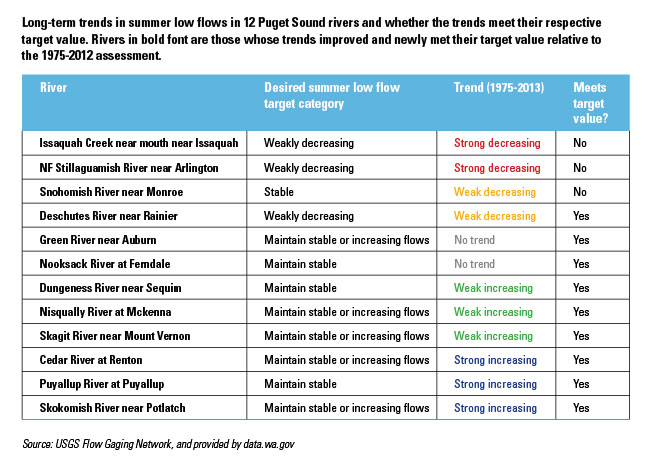 Long-term trends in summer low flows in 12 Puget Sound rivers and whether the trends meet their respective
target value. Rivers in bold font are those whose trends improved and newly met their target value relative to
the 1975-2012 assessment.
River Desired summer low flow target category Trend (1975-2013) Meets target value?
Issaquah Creek near mouth near Issaquah Weakly decreasing Strong decreasing No
NF Stillaguamish River near Arlington Weakly decreasing Strong decreasing No
Snohomish River near Monroe Stable Weak decreasing No
Deschutes River near Rainier Weakly decreasing Weak decreasing Yes
Green River near Auburn Maintain stable or increasing flows No trend Yes
Nooksack River at Ferndale Maintain stable No trend Yes
Dungeness River near Sequim Maintain stable Weak increasing Yes
Nisqually River at Mckenna Maintain stable or increasing flows Weak increasing Yes
Skagit River near Mount Vernon Maintain stable or increasing flows Weak increasing Yes
Cedar River at Renton Maintain stable or increasing flows Strong increasing Yes
Puyallup River at Puyallup Maintain stable Strong increasing Yes
Skokomish River near Potlatch Maintain stable or increasing flows Strong increasing Yes
Source: USGS Flow Gaging Network, and provided by data.wa.gov